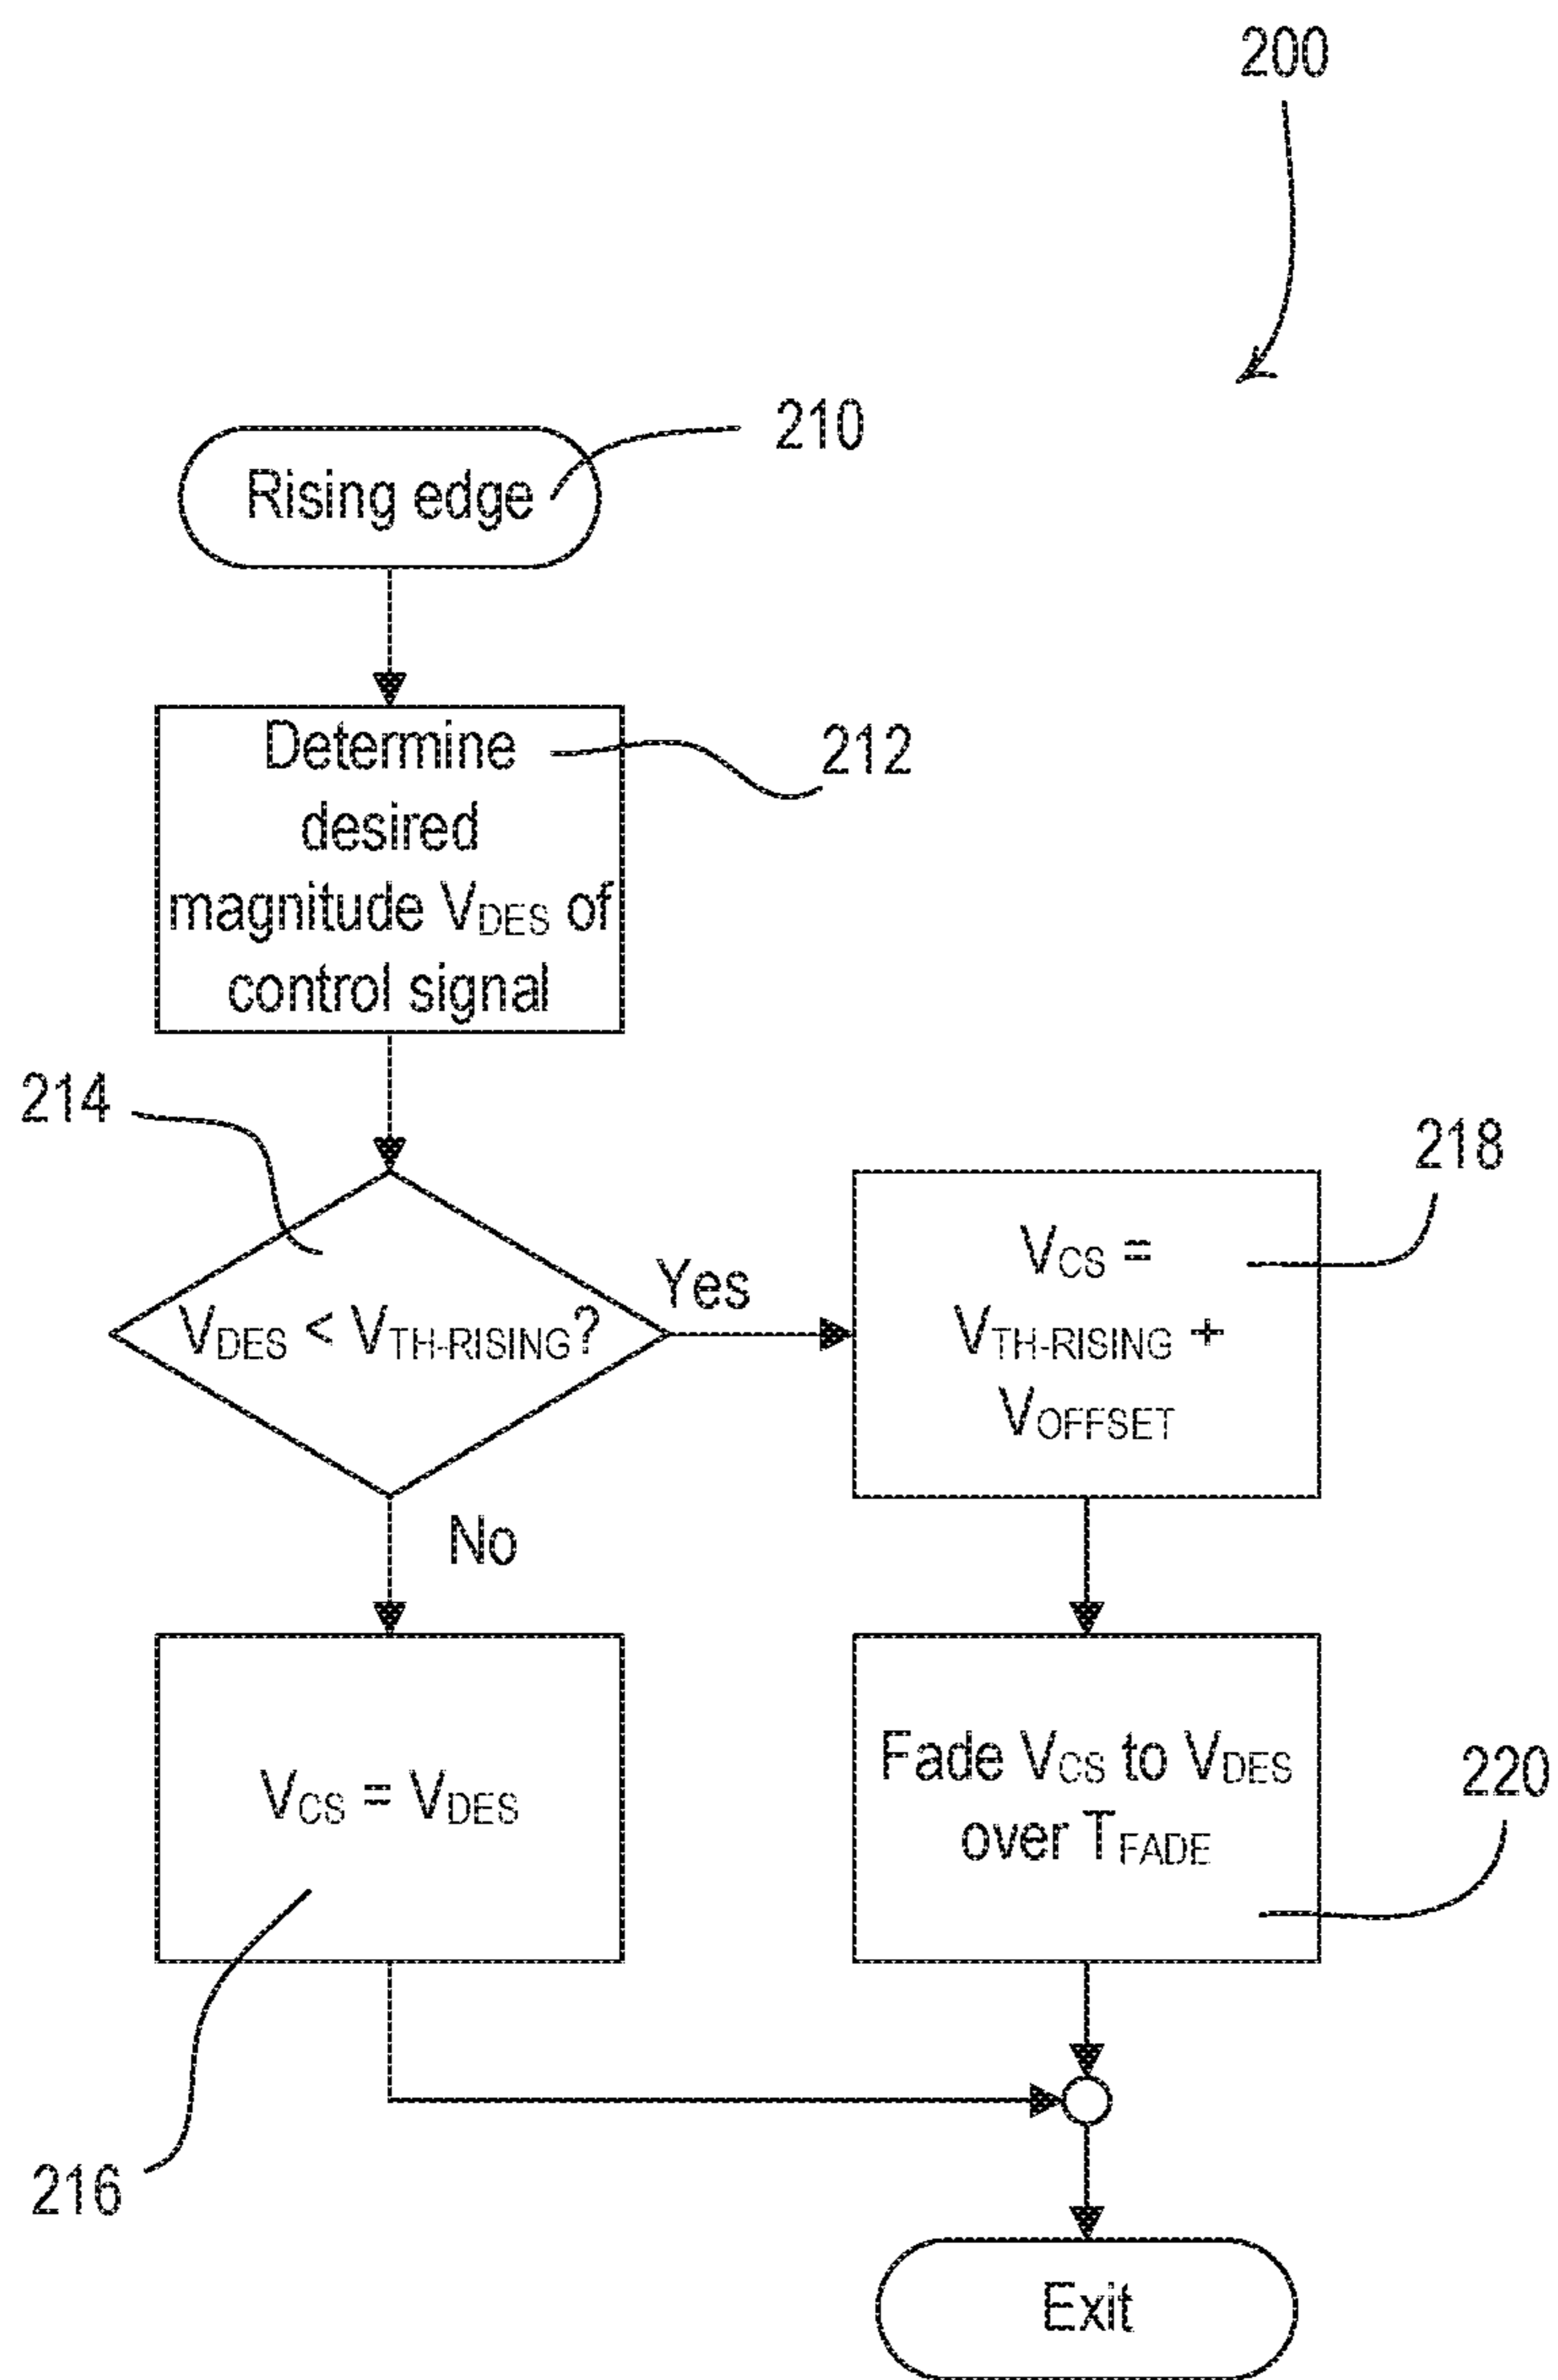 200
210
Rising edge
212
Determine
desired
magnitude VDES of
control signal
214
VDES < VTH-RISING?
Yes
No
218
VCS =
VTH-RISING +
VOFFSET
VCS = VDES
216
Fade VCS to VDES
over TFADE
220
Exit